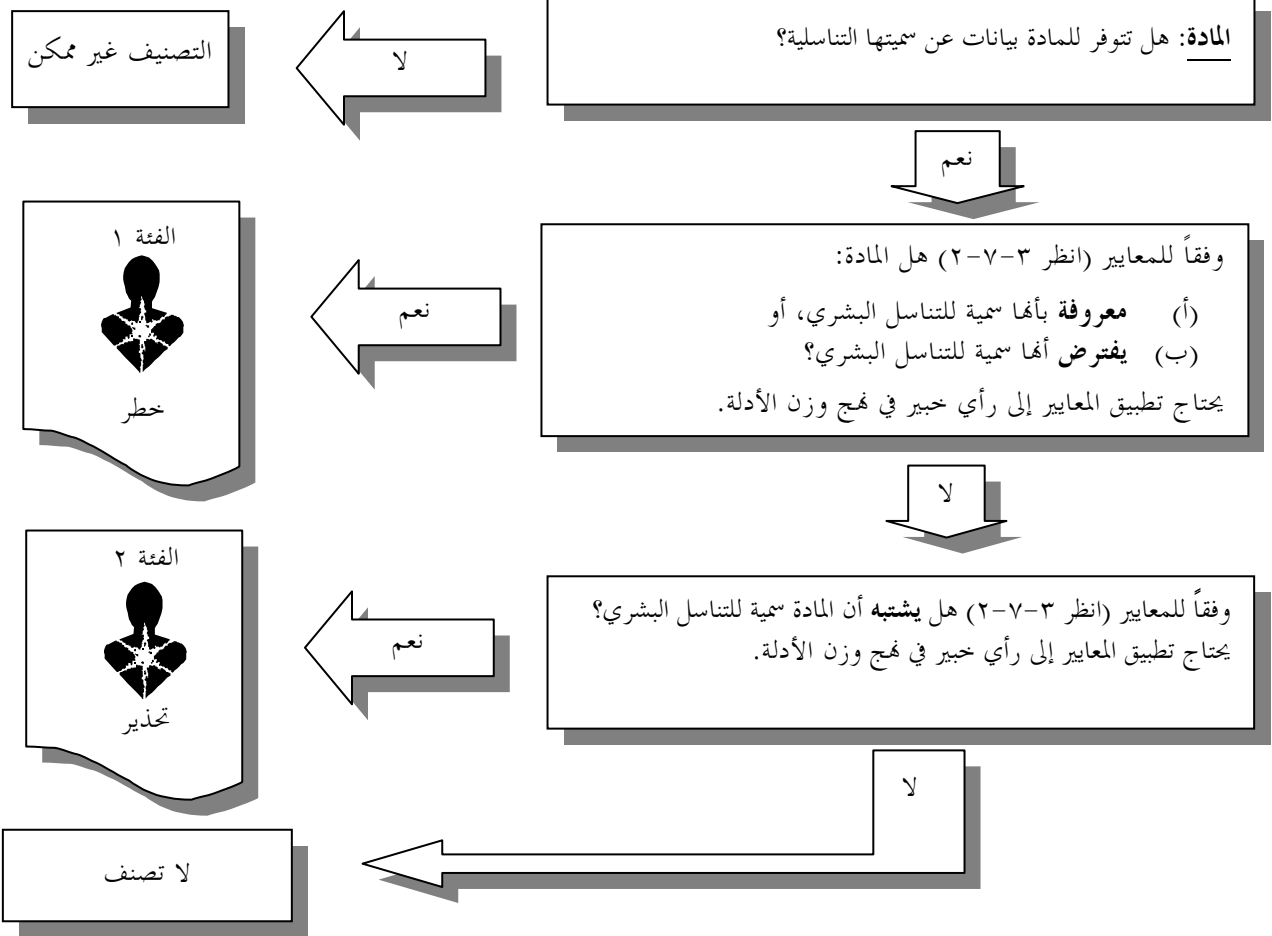 المادة: هل تتوفر للمادة بيانات عن سميتها التناسلية؟
لا
التصنيف غير ممكن
نعم
وفقاً للمعايير (انظر ٣-٧-٢) هل المادة:
(أ) معروفة بأنها سمية للتناسل البشري، أو
(ب) يفترض أنها سمية للتناسل البشري؟
يحتاج تطبيق المعايير إلى رأي خبير في نهج وزن الأدلة.
نعم
الفئة ١
خطر
لا
وفقاً للمعايير (انظر ٣-٧-٢) هل يشتبه أن المادة سمية للتناسل البشري؟
يحتاج تطبيق المعايير إلى رأي خبير في نهج وزن الأدلة.
نعم
الفئة ٢
تحذير
لا
لا تصنف